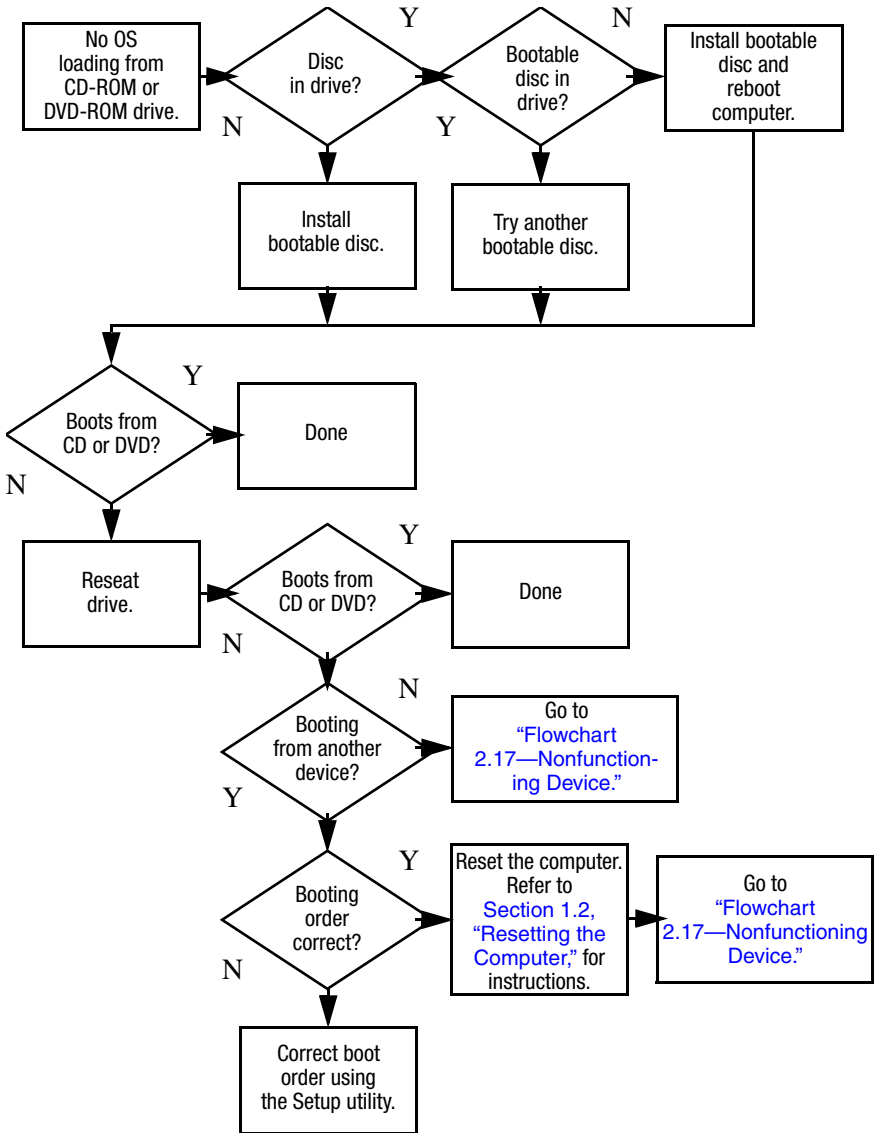 Y
N
No OS
loading from
CD-ROM or
DVD-ROM drive.
Disc
in drive?
Bootable
disc in
drive?
Install bootable
disc and
reboot
computer.
N
Y
Install
bootable disc.
Try another
bootable disc.
Y
Boots from
CD or DVD?
Done
N
Reseat
drive.
Y
Boots from
CD or DVD?
Done
N
N
Booting
from another
device?
Go to
“Flowchart
2.17—Nonfunction-
ing Device.”
Y
Y
Booting
order
correct?
Reset the computer.
Refer to
Section 1.2,
“Resetting the
Computer,” for
instructions.
Go to
“Flowchart
2.17—Nonfunctioning
Device.”
N
Correct boot
order using
the Setup utility.